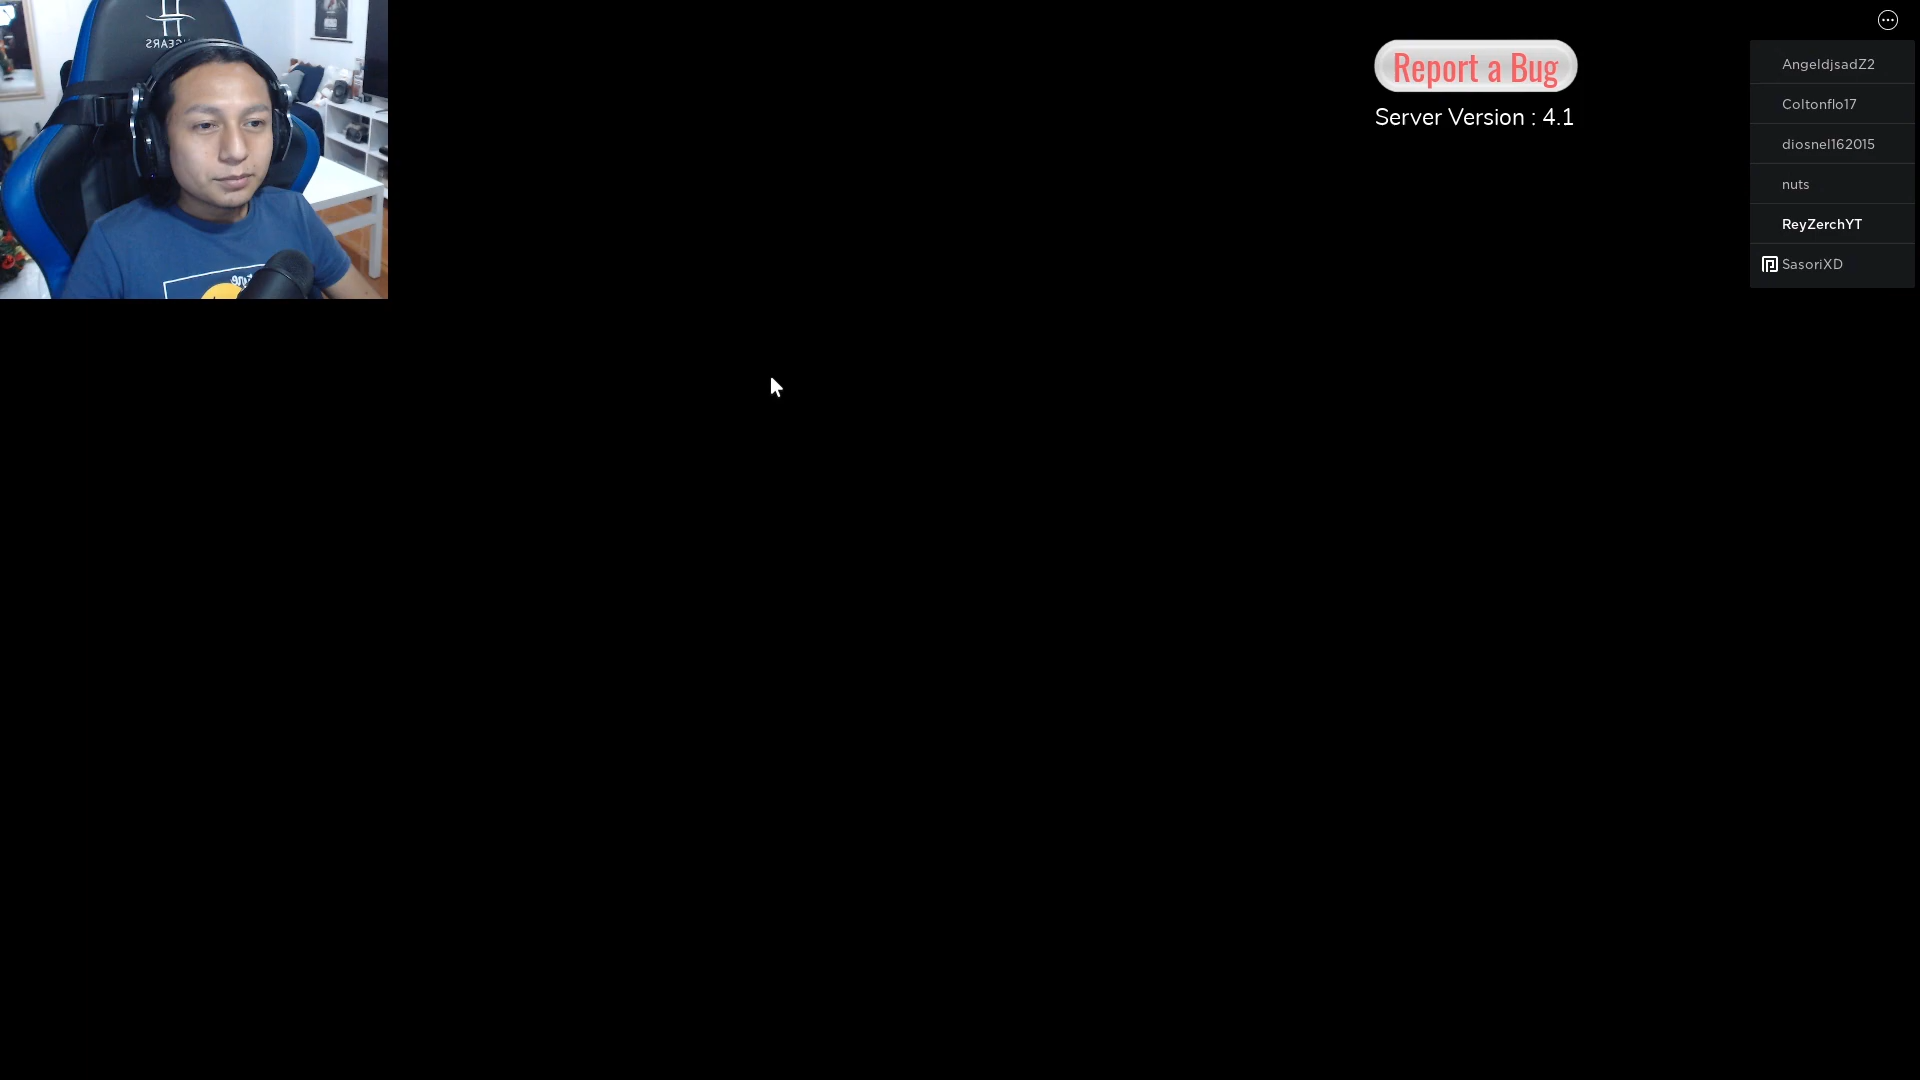 Report a Bug
Server Version : 4.1
AngeldjsadZ2
Coltonflo17
diosnel162015
nuts
ReyZerchYT
SasoriXD